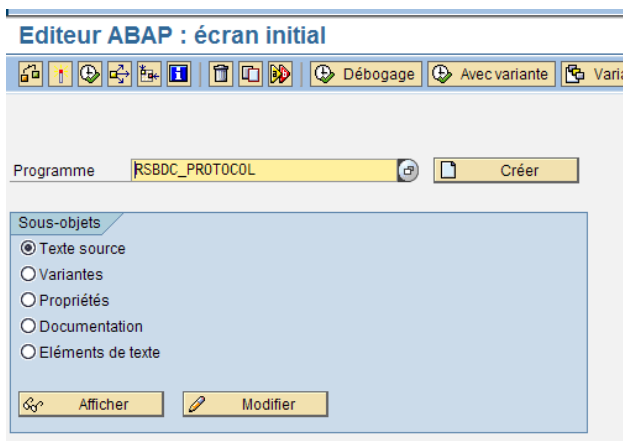 Editeur ABAP : écran initial
Débogage Avec variante Varia
Programme RSBDC_PROTOCOL Créer
Sous-objets
Texte source
Variantes
Propriétés
Documentation
Eléments de texte
Afficher Modifier